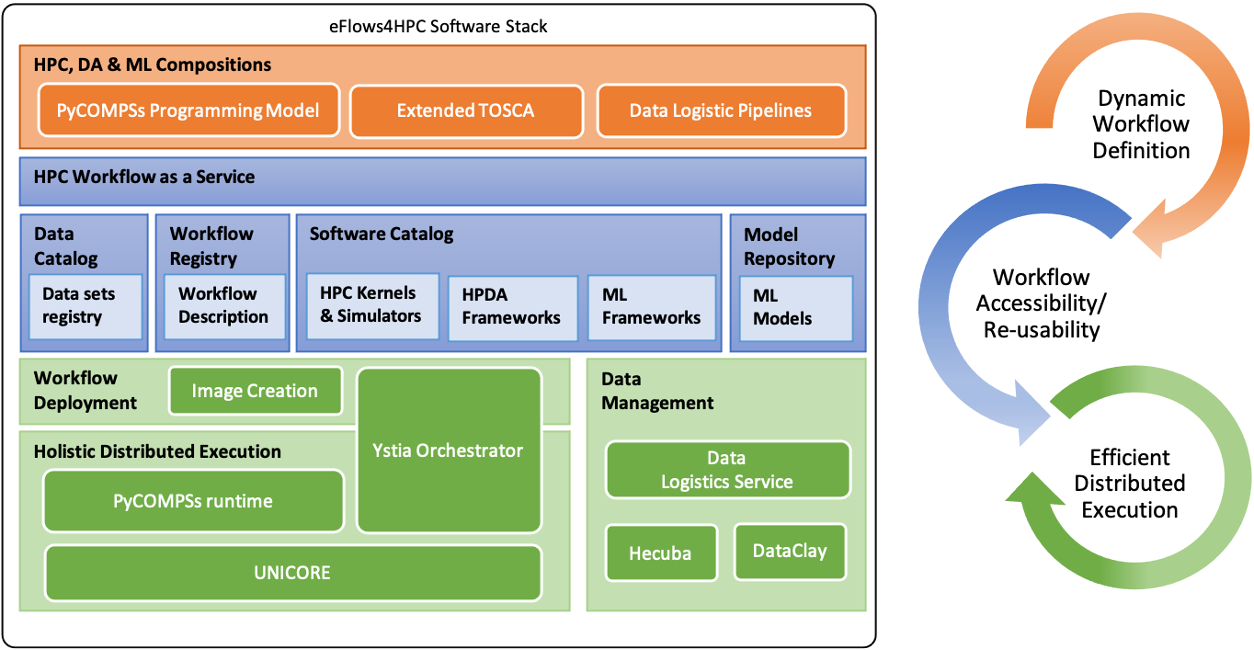 eFlows4HPC Software Stack
HPC, DA & ML Compositions
PyCOMPSs Programming Model
Extended TOSCA
Data Logistic Pipelines
HPC Workflow as a Service
Data
Catalog
Data sets
registry
Workflow
Registry
Workflow
Description
Software Catalog
HPC Kernels
& Simulators
HPDA
Frameworks
ML
Frameworks
Model
Repository
ML
Models
Workflow
Deployment
Image Creation
Ystia Orchestrator
Holistic Distributed Execution
PyCOMPSs runtime
UNICORE
Data
Management
Data
Logistics Service
Hecuba
DataClay
Dynamic
Workflow
Definition
Workflow
Accessibility/
Re-usability
Efficient
Distributed
Execution